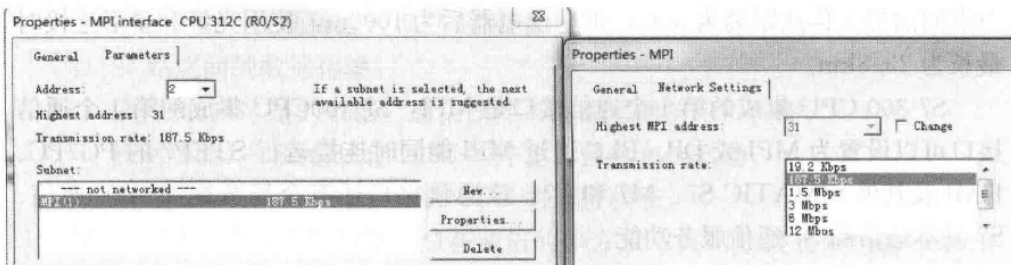 Properties - MPI interface CPU 312C (R0/S2)
General Parameters
Address: 2
If a subnet is selected, the next
available address is suggested
Highest address: 31
Transmission rate: 187.5 Kbps
Subnet:
--- not networked ---
MPI(1) 187.5 Kbps
New
Properties...
Delete
Properties - MPI
General Network Settings
Highest MPI address: 31 Change
Transmission rate:
19.2 Kbps
187.5 Kbps
1.5 Mbps
3 Mbps
6 Mbps
12 Mbps